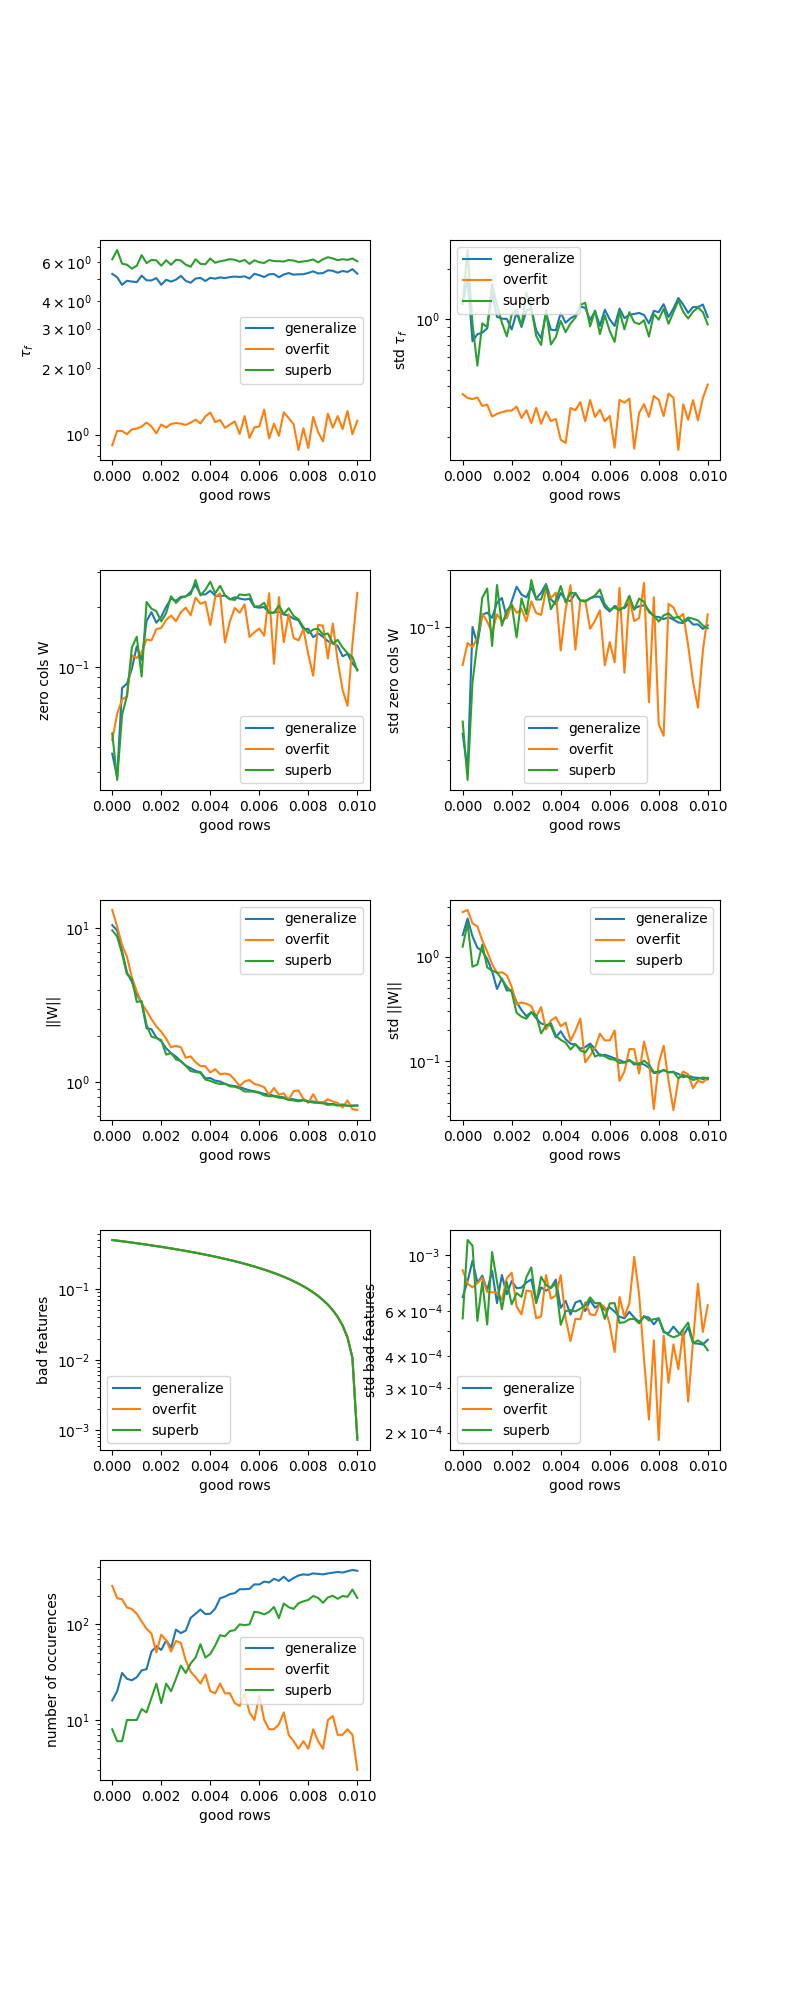 6 × 10⁰
4 × 10⁰
3 × 10⁰
2 × 10⁰
10⁰
τf
generalize
overfit
superb
0.000 0.002 0.004 0.006 0.008 0.010
good rows
10⁰
std τf
generalize
overfit
superb
0.000 0.002 0.004 0.006 0.008 0.010
good rows
10⁻¹
zero cols W
generalize
overfit
superb
0.000 0.002 0.004 0.006 0.008 0.010
good rows
10⁻¹
std zero cols W
generalize
overfit
superb
0.000 0.002 0.004 0.006 0.008 0.010
good rows
10¹
10⁰
||W||
generalize
overfit
superb
0.000 0.002 0.004 0.006 0.008 0.010
good rows
10⁰
10⁻¹
std ||W||
generalize
overfit
superb
0.000 0.002 0.004 0.006 0.008 0.010
good rows
10⁻¹
10⁻²
10⁻³
bad features
generalize
overfit
superb
0.000 0.002 0.004 0.006 0.008 0.010
good rows
10⁻³
6 × 10⁻⁴
4 × 10⁻⁴
3 × 10⁻⁴
2 × 10⁻⁴
std bad features
generalize
overfit
superb
0.000 0.002 0.004 0.006 0.008 0.010
good rows
10²
10¹
number of occurences
generalize
overfit
superb
0.000 0.002 0.004 0.006 0.008 0.010
good rows